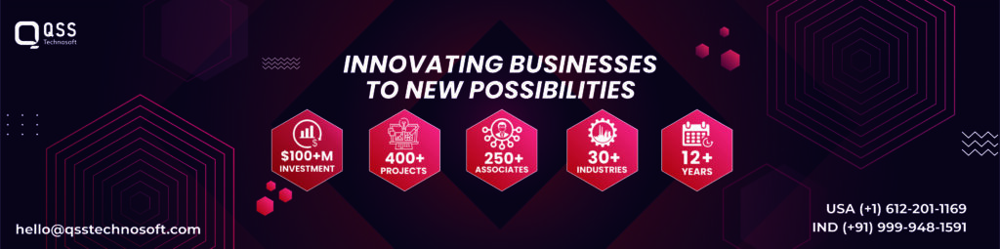 QSS
Technosoft
INNOVATING BUSINESSES
TO NEW POSSIBILITIES
$100+M
INVESTMENT
400+
PROJECTS
250+
ASSOCIATES
30+
INDUSTRIES
12+
YEARS
hello@qsstechnosoft.com
USA (+1) 612-201-1169
IND (+91) 999-948-1591